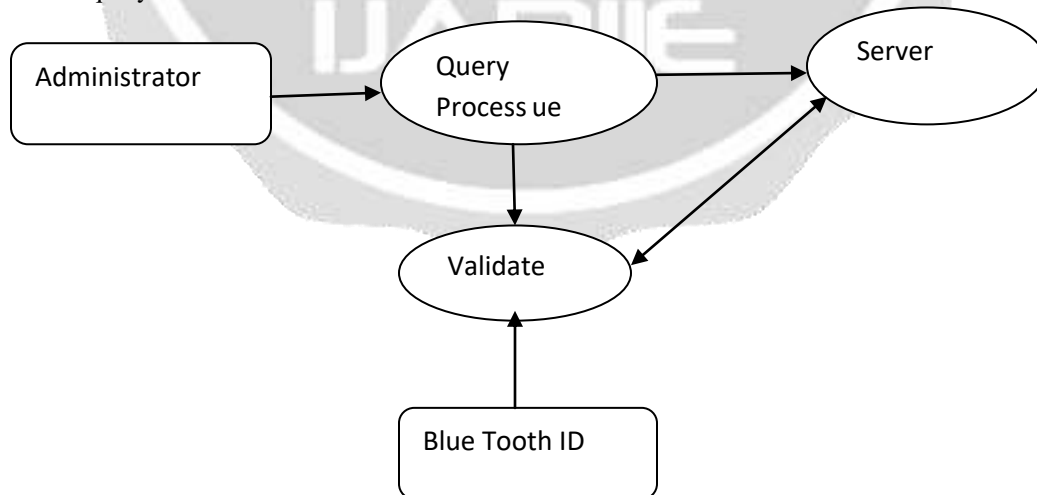 Administrator
Query
Process ue
Server
Validate
Blue Tooth ID